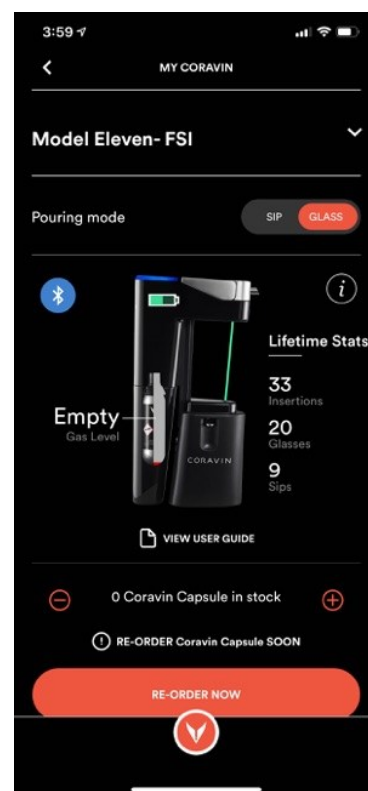 3:59
MY CORAVIN
Model Eleven- FSI
Pouring mode
SIP
GLASS
i
Lifetime Stats
33
Insertions
20
Glasses
9
Sips
Empty
Gas Level
CORAVIN
VIEW USER GUIDE
0 Coravin Capsule in stock
RE-ORDER Coravin Capsule SOON
RE-ORDER NOW